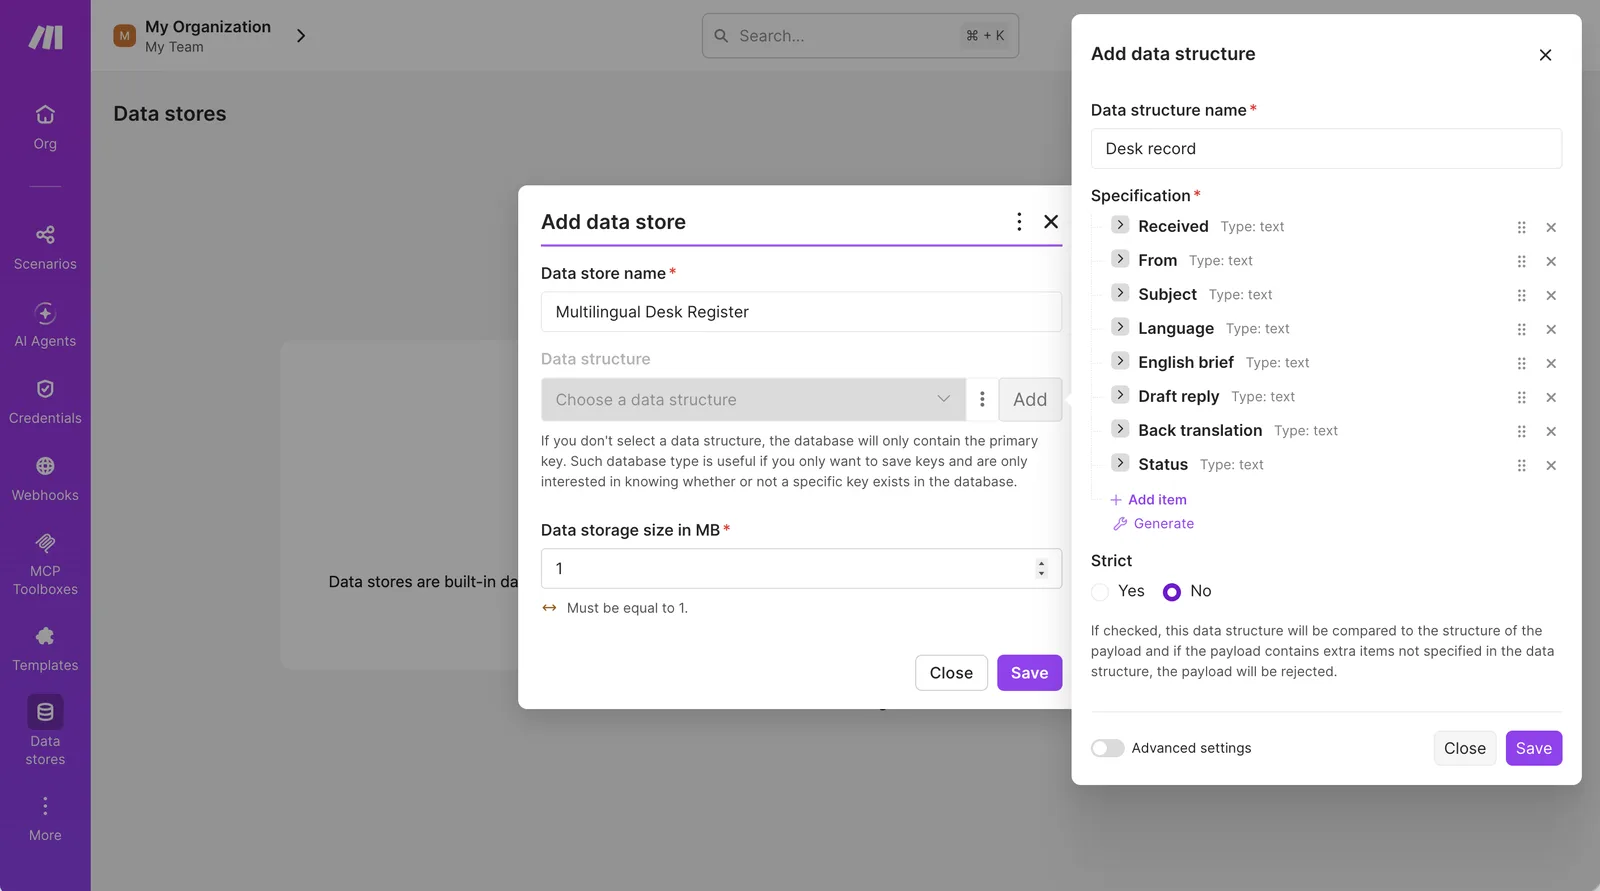 M
My Organization
My Team
Search...
⌘ + K
Org
Scenarios
AI Agents
Credentials
Webhooks
MCP
Toolboxes
Templates
Data
stores
More
Data stores
Data stores are built-in da
Add data store
Data store name*
Multilingual Desk Register
Data structure
Choose a data structure
Add
If you don't select a data structure, the database will only contain the primary
key. Such database type is useful if you only want to save keys and are only
interested in knowing whether or not a specific key exists in the database.
Data storage size in MB*
1
Must be equal to 1.
Close
Save
Add data structure
Data structure name*
Desk record
Specification*
Received Type: text
From Type: text
Subject Type: text
Language Type: text
English brief Type: text
Draft reply Type: text
Back translation Type: text
Status Type: text
+ Add item
Generate
Strict
Yes
No
If checked, this data structure will be compared to the structure of the
payload and if the payload contains extra items not specified in the data
structure, the payload will be rejected.
Advanced settings
Close
Save